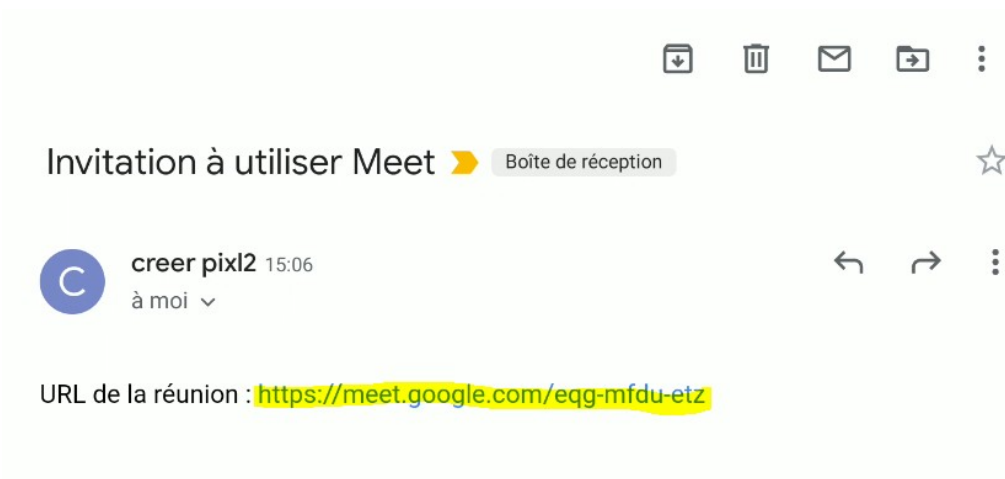 Invitation à utiliser Meet Boîte de réception
C
creer pixl2 15:06
à moi
URL de la réunion : https://meet.google.com/eqg-mfdu-etz